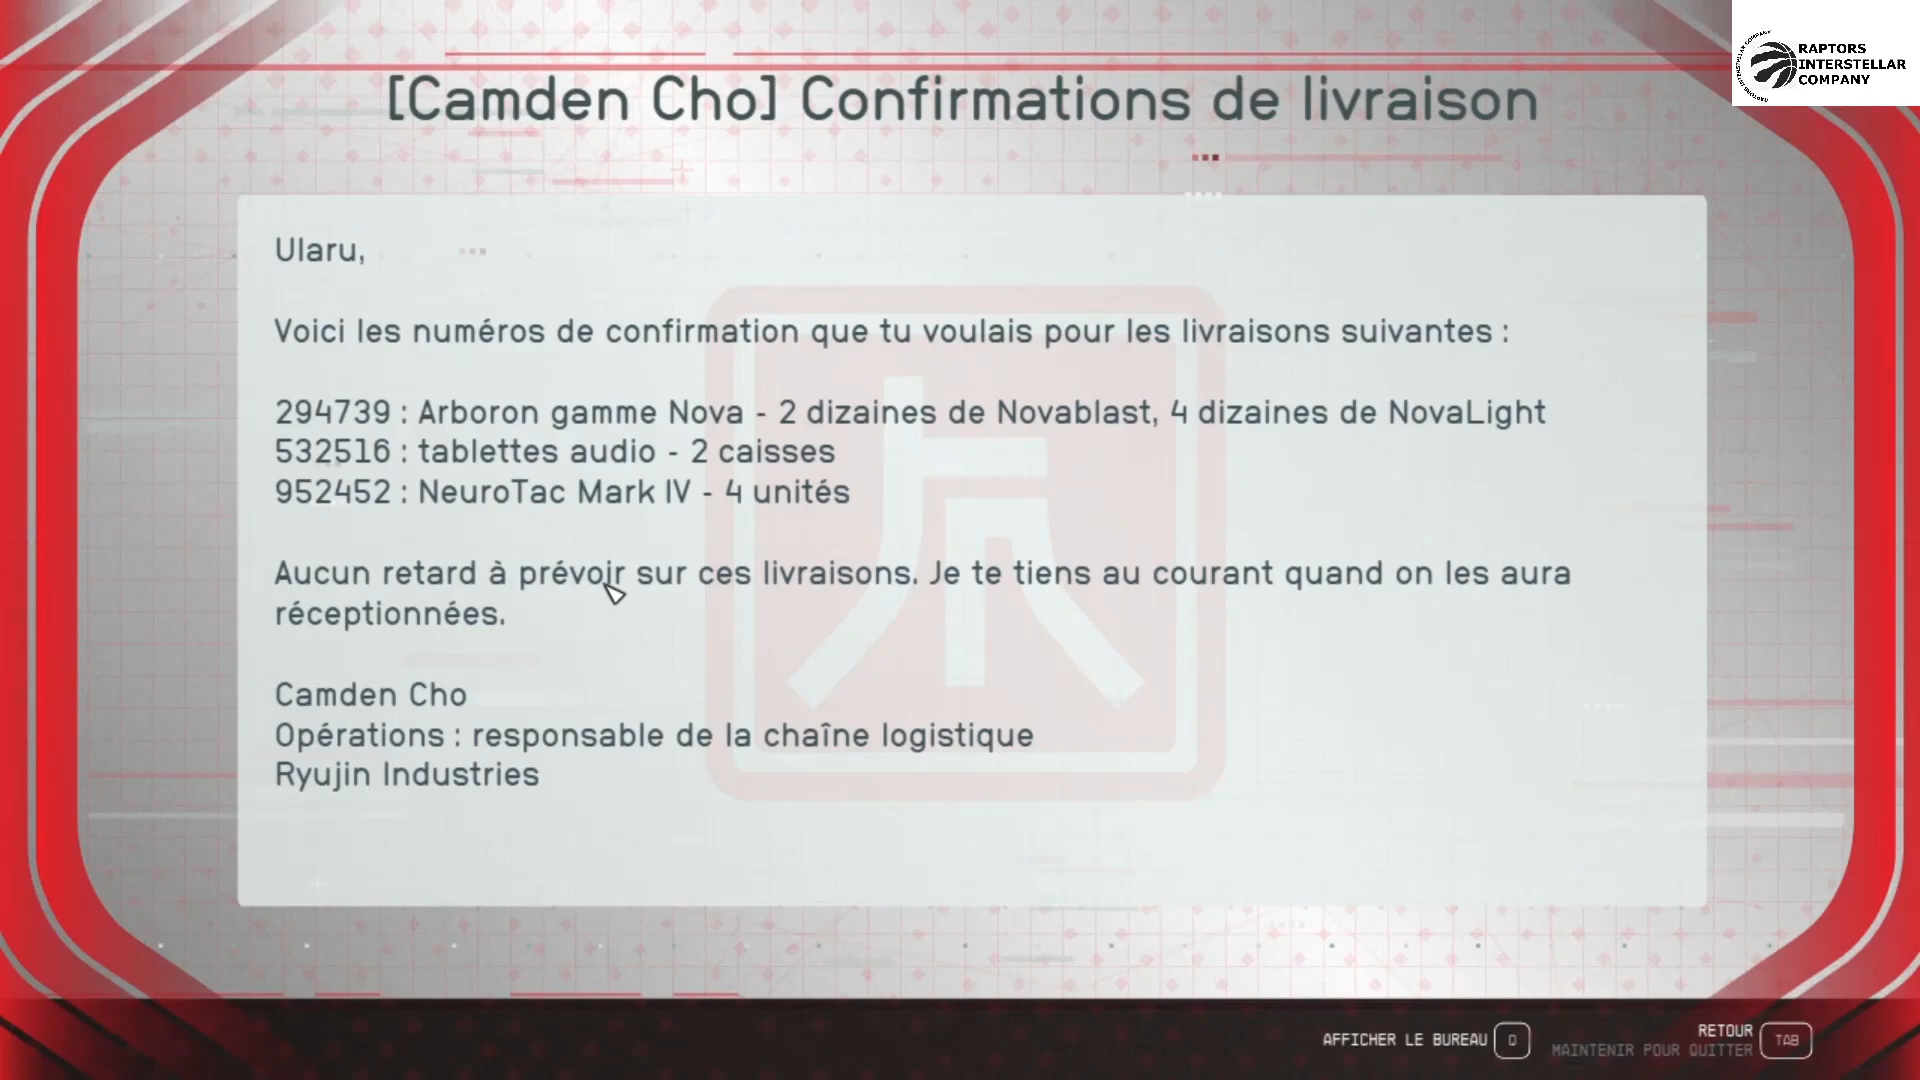 RAPTORS
INTERSTELLAR
COMPANY
[Camden Cho] Confirmations de livraison
Ularu,
Voici les numéros de confirmation que tu voulais pour les livraisons suivantes :
294739 : Arboron gamme Nova - 2 dizaines de Novablast, 4 dizaines de NovaLight
532516 : tablettes audio - 2 caisses
952452 : NeuroTac Mark IV - 4 unités
Aucun retard à prévoir sur ces livraisons. Je te tiens au courant quand on les aura
réceptionnées.
Camden Cho
Opérations : responsable de la chaîne logistique
Ryujin Industries
AFFICHER LE BUREAU
RETOUR
MAINTENIR POUR QUITTER
TAB